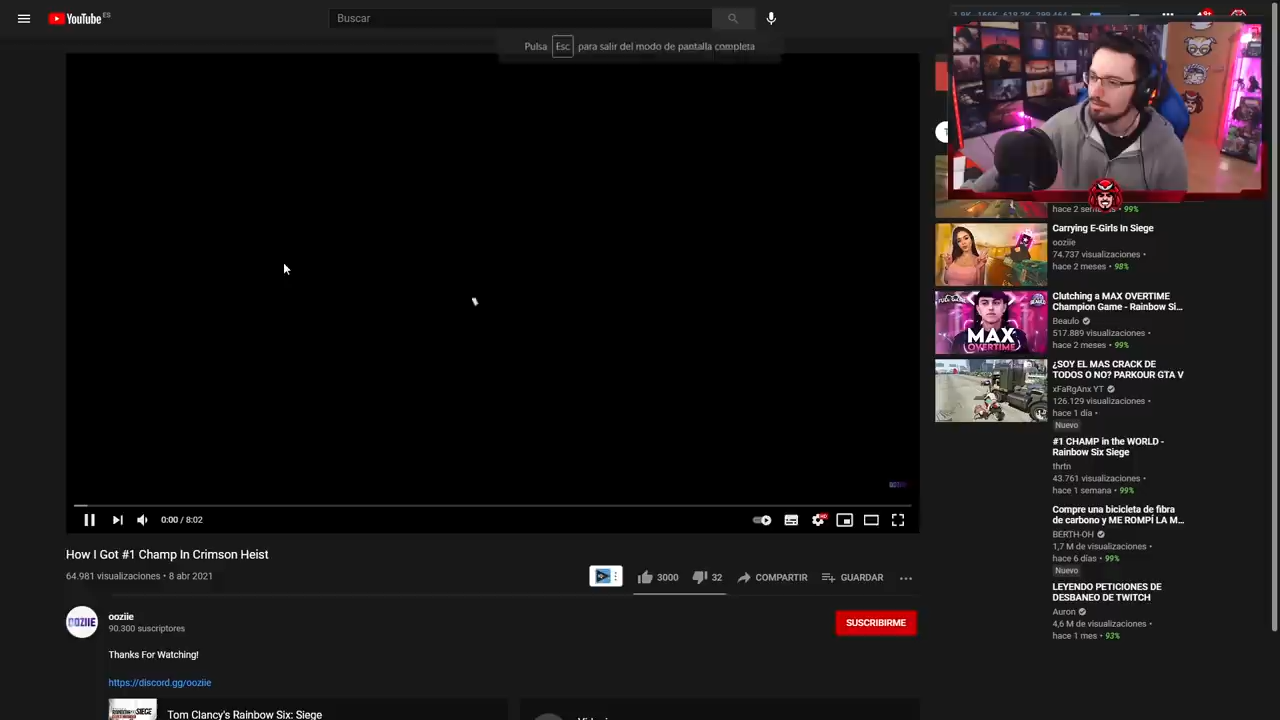 YouTube ES
Buscar
Pulsa Esc para salir del modo de pantalla completa
hace 2 semanas • 99%
Carrying E-Girls In Siege
ooziie
74.737 visualizaciones •
hace 2 meses • 98%
MAX
OVERTIME
Clutching a MAX OVERTIME
Champion Game - Rainbow Si...
Beaulo
517.889 visualizaciones •
hace 2 meses • 99%
¿SOY EL MAS CRACK DE
TODOS O NO? PARKOUR GTA V
xFaRgAnx YT
126.129 visualizaciones •
hace 1 día •
Nuevo
#1 CHAMP in the WORLD -
Rainbow Six Siege
thrtn
43.761 visualizaciones •
hace 1 semana • 99%
Compre una bicicleta de fibra
de carbono y ME ROMPÍ LA M...
BERTH-OH
1,7 M de visualizaciones •
hace 6 días • 99%
Nuevo
LEYENDO PETICIONES DE
DESBANEO DE TWITCH
Auron
4,6 M de visualizaciones •
hace 1 mes • 93%
OOZIIE
0:00 / 8:02
How I Got #1 Champ In Crimson Heist
64.981 visualizaciones • 8 abr 2021
3000 32 COMPARTIR GUARDAR
OOZIIE
ooziie
90.300 suscriptores
SUSCRIBIRME
Thanks For Watching!
https://discord.gg/ooziie
SIEGE
Tom Clancy's Rainbow Six: Siege